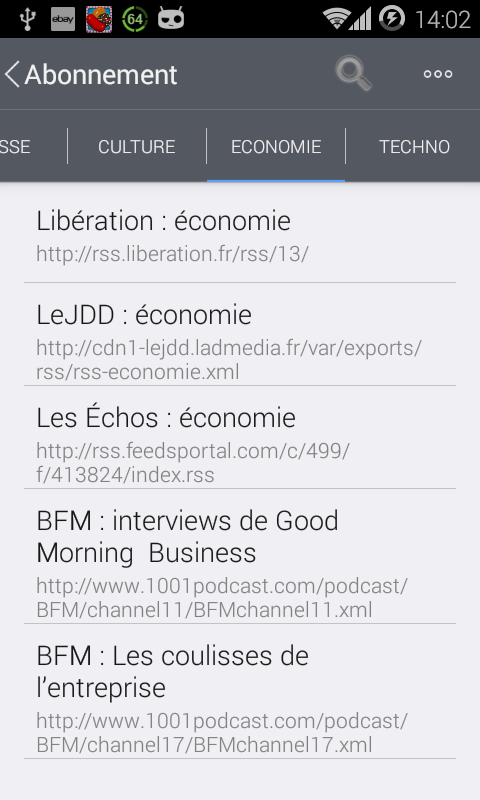 ebay 64 14:02
Abonnement
SSE CULTURE ECONOMIE TECHNO
Libération : économie
http://rss.liberation.fr/rss/13/
LeJDD : économie
http://cdn1-lejdd.ladmedia.fr/var/exports/
rss/rss-economie.xml
Les Échos : économie
http://rss.feedsportal.com/c/499/
f/413824/index.rss
BFM : interviews de Good
Morning  Business
http://www.1001podcast.com/podcast/
BFM/channel11/BFMchannel11.xml
BFM : Les coulisses de
l'entreprise
http://www.1001podcast.com/podcast/
BFM/channel17/BFMchannel17.xml